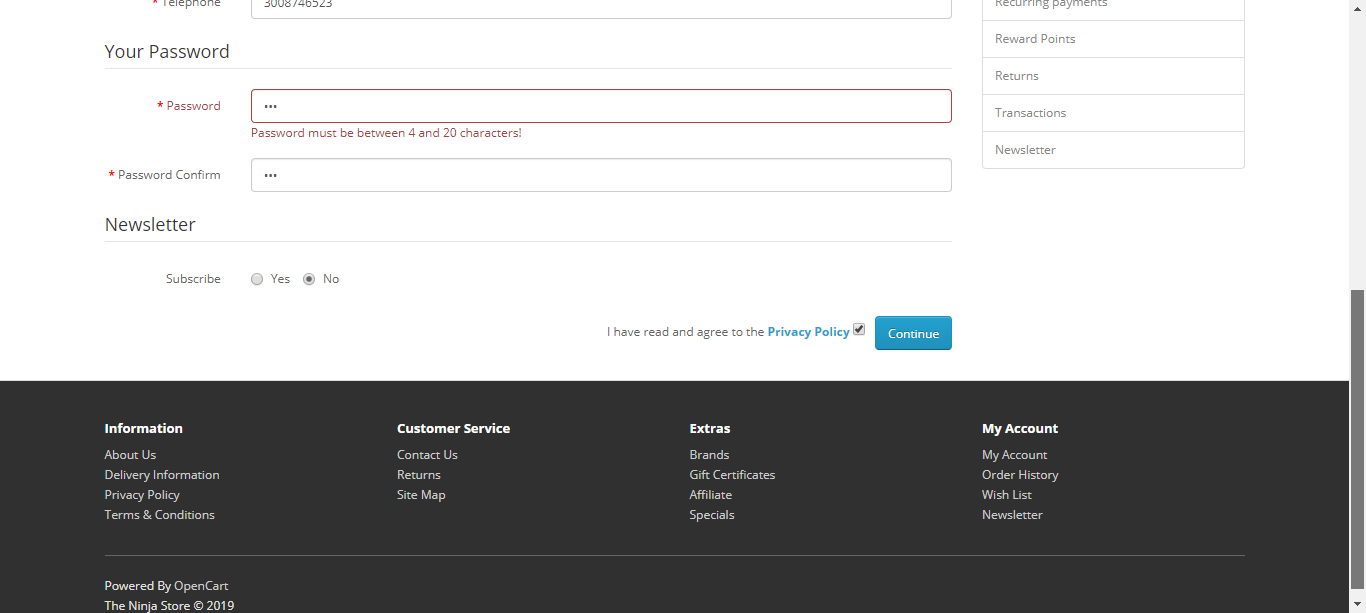 * Telephone 3008746523
Recurring payments
Your Password
Reward Points
Returns
* Password •••
Password must be between 4 and 20 characters!
Transactions
Newsletter
* Password Confirm •••
Newsletter
Subscribe Yes No
I have read and agree to the Privacy Policy Continue
Information
About Us
Delivery Information
Privacy Policy
Terms & Conditions
Customer Service
Contact Us
Returns
Site Map
Extras
Brands
Gift Certificates
Affiliate
Specials
My Account
My Account
Order History
Wish List
Newsletter
Powered By OpenCart
The Ninja Store © 2019